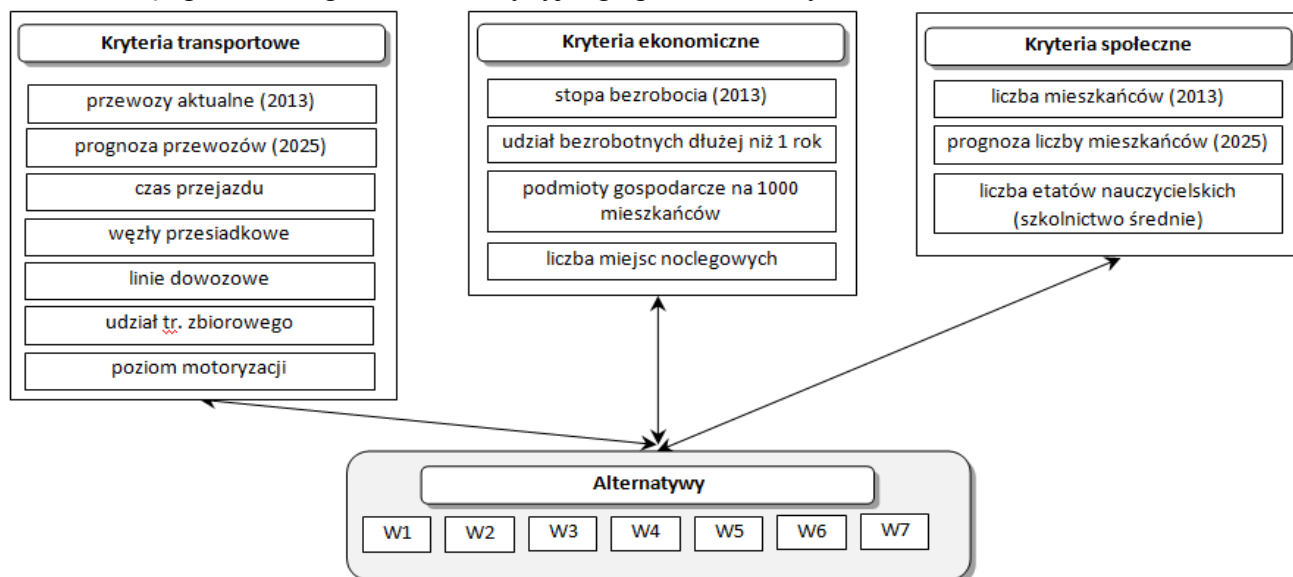 Kryteria transportowe
przewozy aktualne (2013)
prognoza przewozów (2025)
czas przejazdu
węzły przesiadkowe
linie dowozowe
udział tr. zbiorowego
poziom motoryzacji
Kryteria ekonomiczne
stopa bezrobocia (2013)
udział bezrobotnych dłużej niż 1 rok
podmioty gospodarcze na 1000
mieszkańców
liczba miejsc noclegowych
Kryteria społeczne
liczba mieszkańców (2013)
prognoza liczby mieszkańców (2025)
liczba etatów nauczycielskich
(szkolnictwo średnie)
Alternatywy
W1 W2 W3 W4 W5 W6 W7